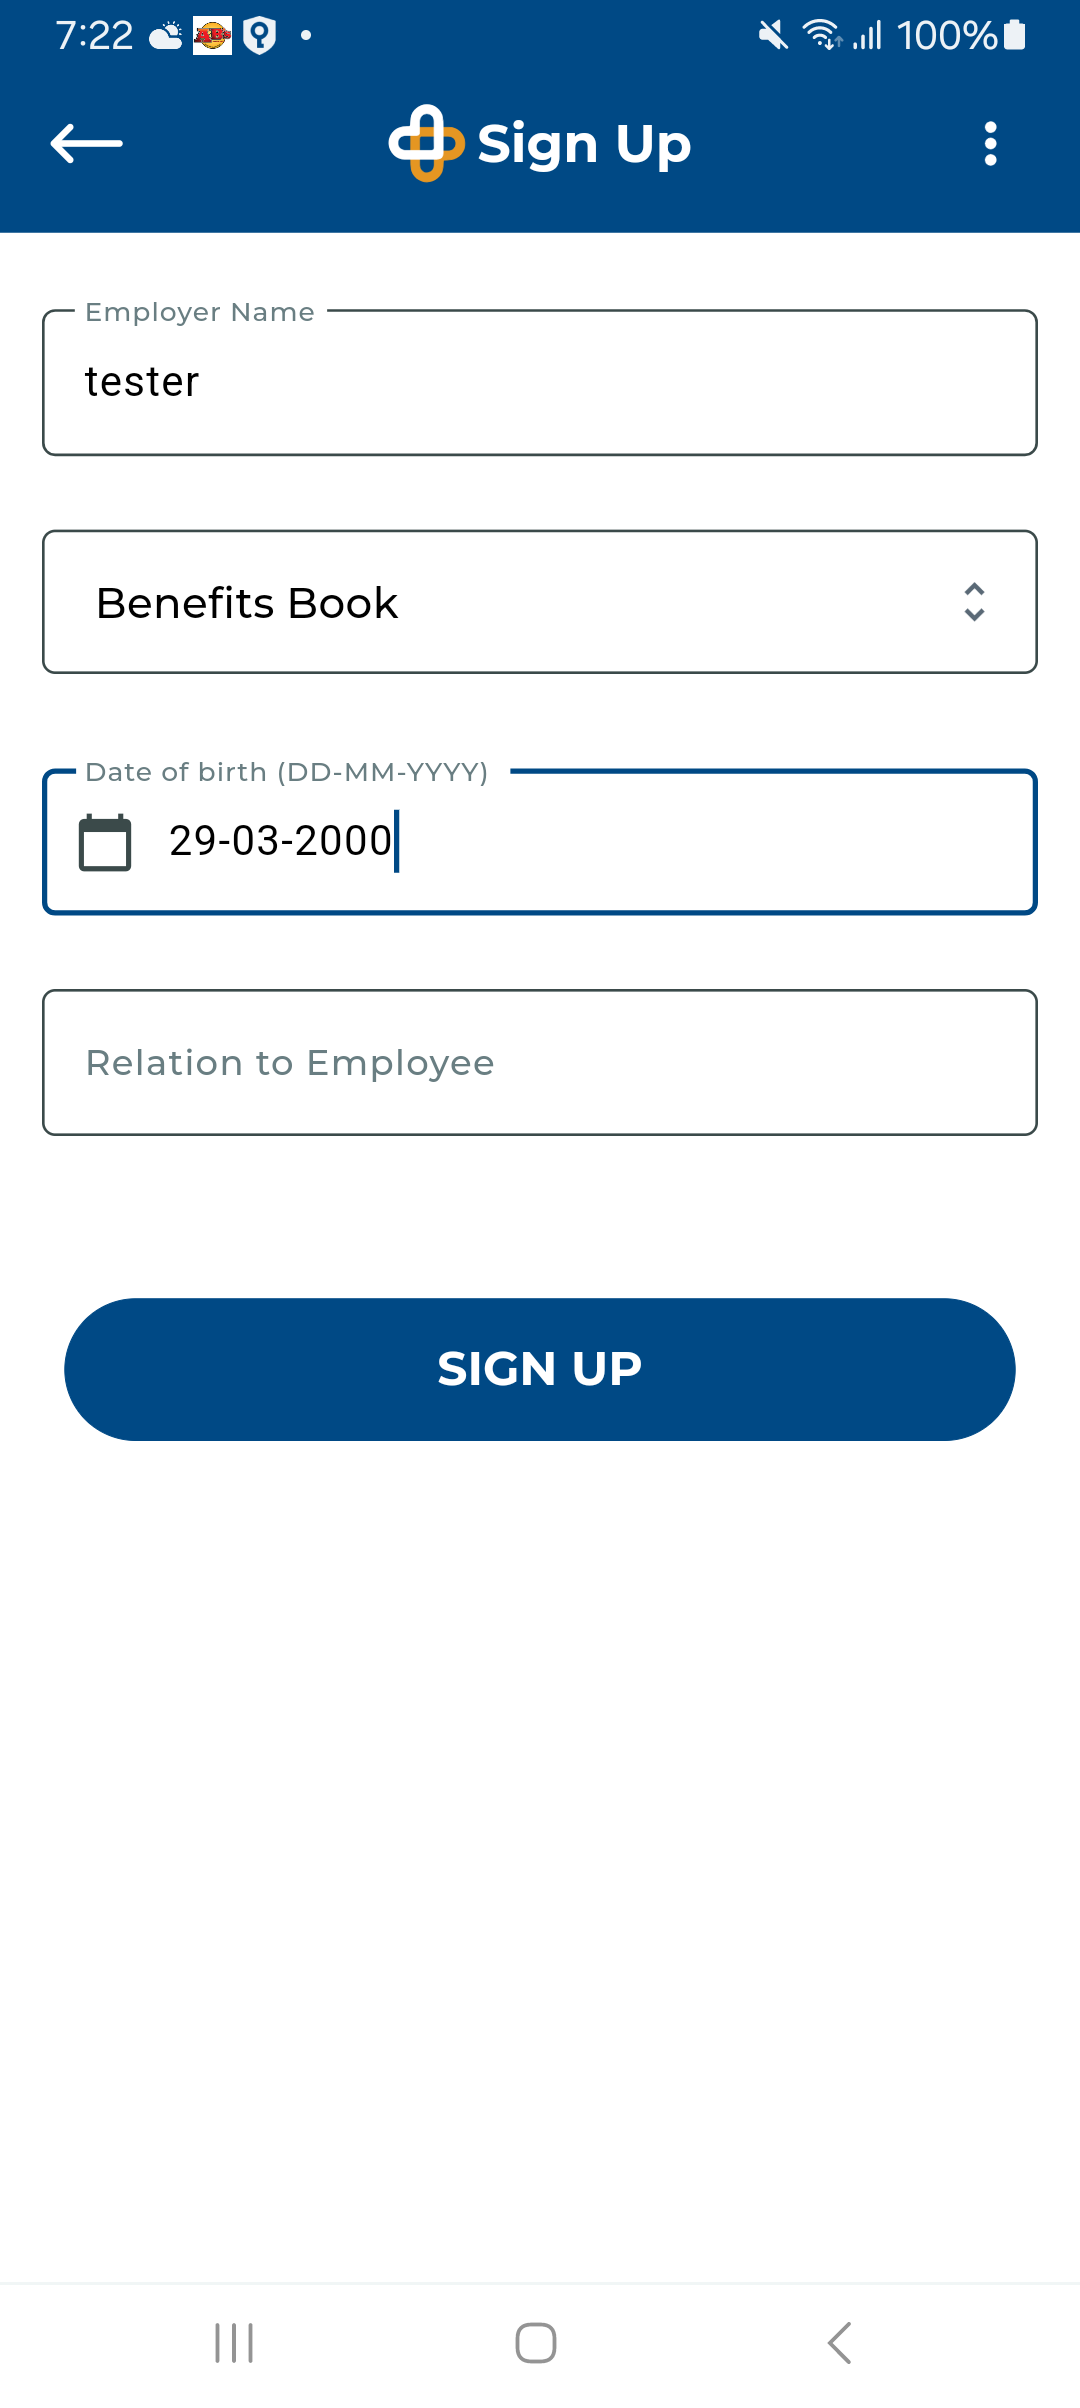 7:22 100%
Sign Up
Employer Name
tester
Benefits Book
Date of birth (DD-MM-YYYY)
29-03-2000
Relation to Employee
SIGN UP